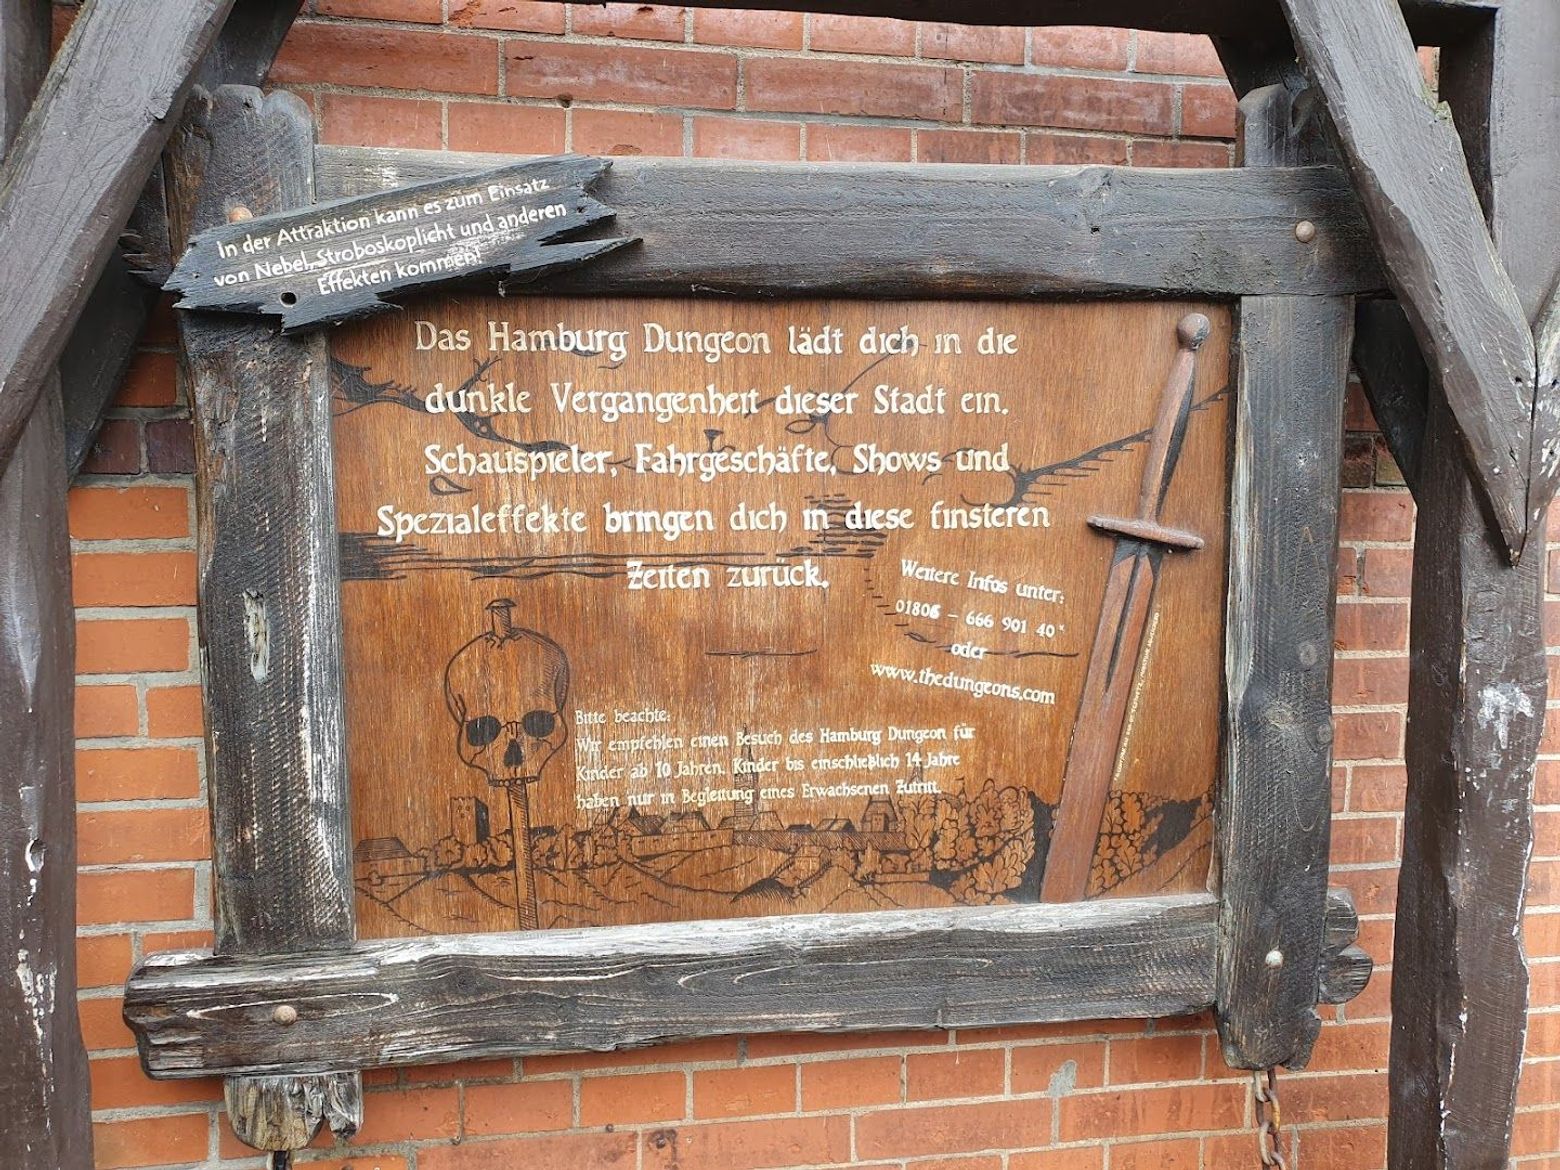 In der Attraktion kann es zum Einsatz
von Nebel, Stroboskoplicht und anderen
Effekten kommen!
Das Hamburg Dungeon lädt dich in die
dunkle Vergangenheit dieser Stadt ein.
Schauspieler, Fahrgeschäfte, Shows und
Spezialeffekte bringen dich in diese finsteren
Zeiten zurück.
Weitere Infos unter:
01806 – 666 901 40*
oder
www.thedungeons.com
Bitte beachte:
Wir empfehlen einen Besuch des Hamburg Dungeon für
Kinder ab 10 Jahren. Kinder bis einschließlich 14 Jahre
haben nur in Begleitung eines Erwachsenen Zutritt.